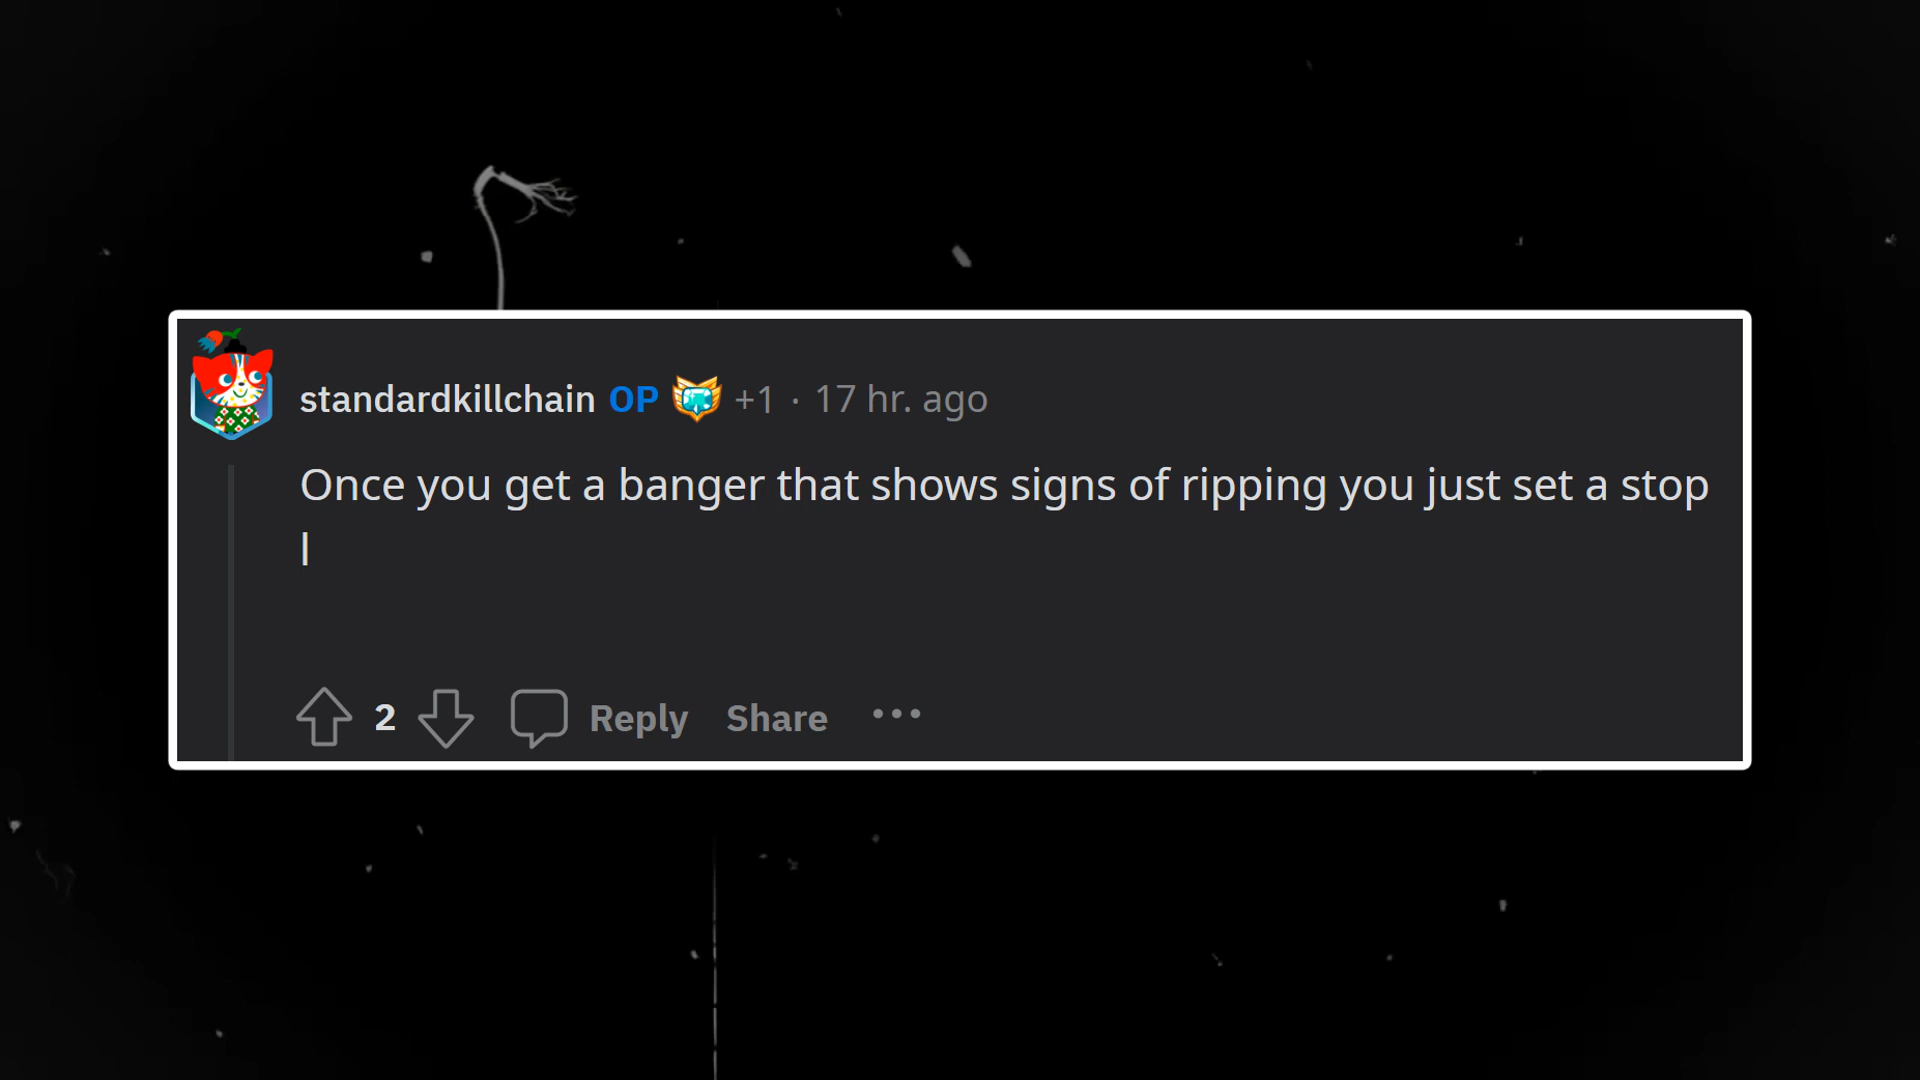 standardkillchain OP +1 · 17 hr. ago
Once you get a banger that shows signs of ripping you just set a stop
l
2 Reply Share ···